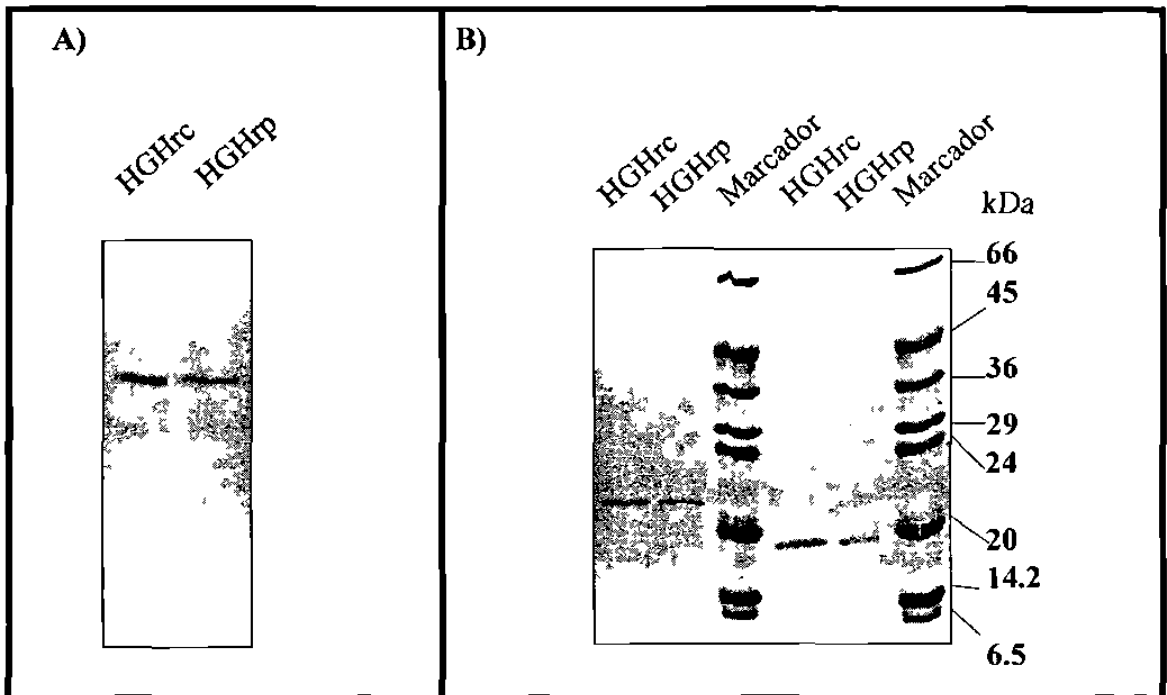 A)
HGHrc
HGHrp
B)
HGHrc
HGHrp
Marcador
HGHrc
HGHrp
Marcador
kDa
66
45
36
29
24
20
14.2
6.5